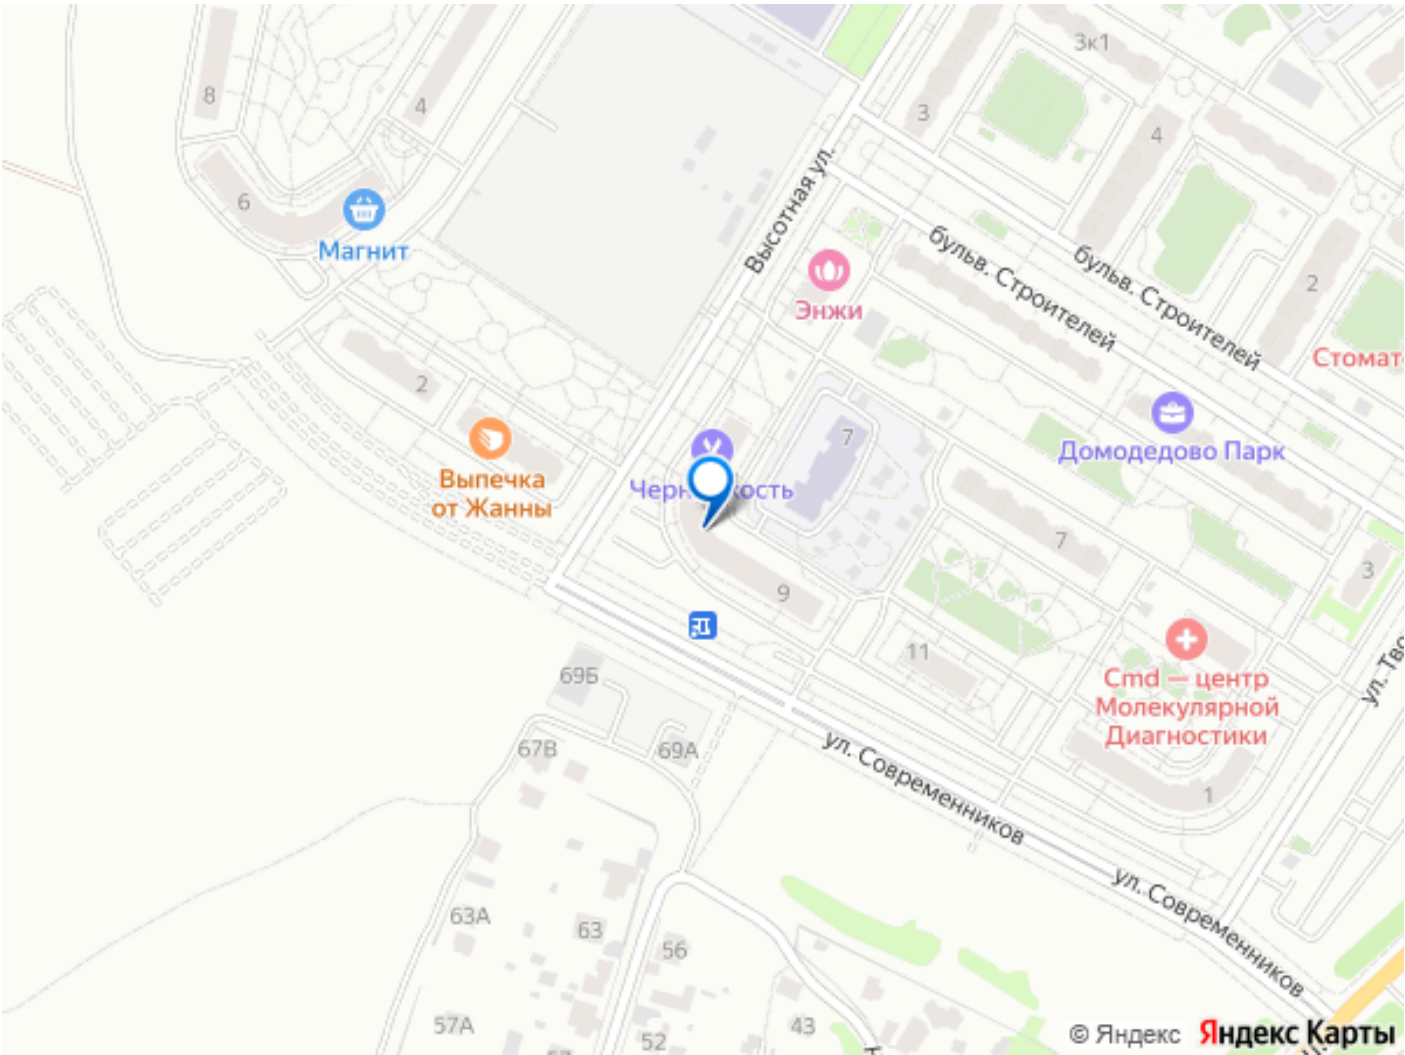 3к1
8
4
3
4
Высотная ул.
6
Магнит
бульв. Строителей
бульв. Строителей
2
Энжи
Стомат
2
7
Домодедово Парк
Выпечка
от Жанны
7
3
9
11
69Б
Cmd — центр
Молекулярной
Диагностики
67В
69А
ул. Современников
1
ул. Современников
63А
63
56
57А
52
43
© Яндекс Яндекс Карты